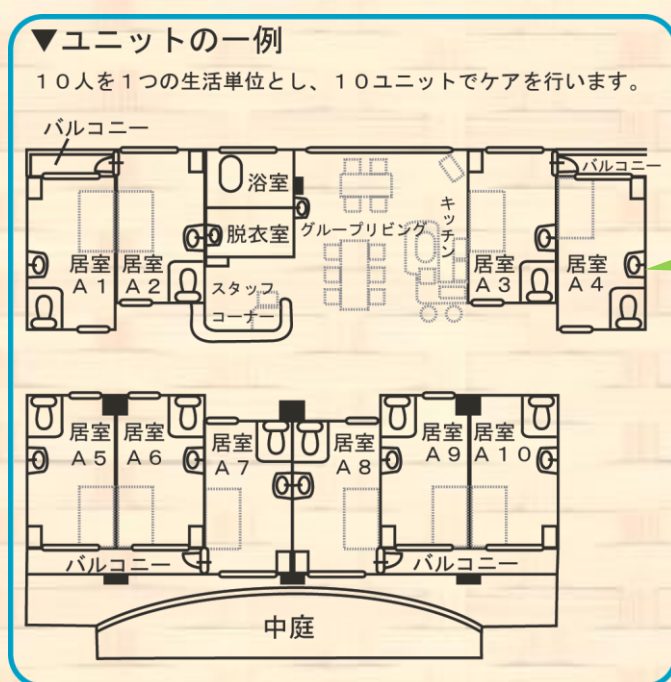 ▼ユニットの一例
１０人を１つの生活単位とし、１０ユニットでケアを行います。
バルコニー
浴室
バルコニー
脱衣室
グループリビング
キッチン
居室
Ａ１
居室
Ａ２
スタッフ
コーナー
居室
Ａ３
居室
Ａ４
居室
Ａ５
居室
Ａ６
居室
Ａ７
居室
Ａ８
居室
Ａ９
居室
Ａ１０
バルコニー
バルコニー
中庭